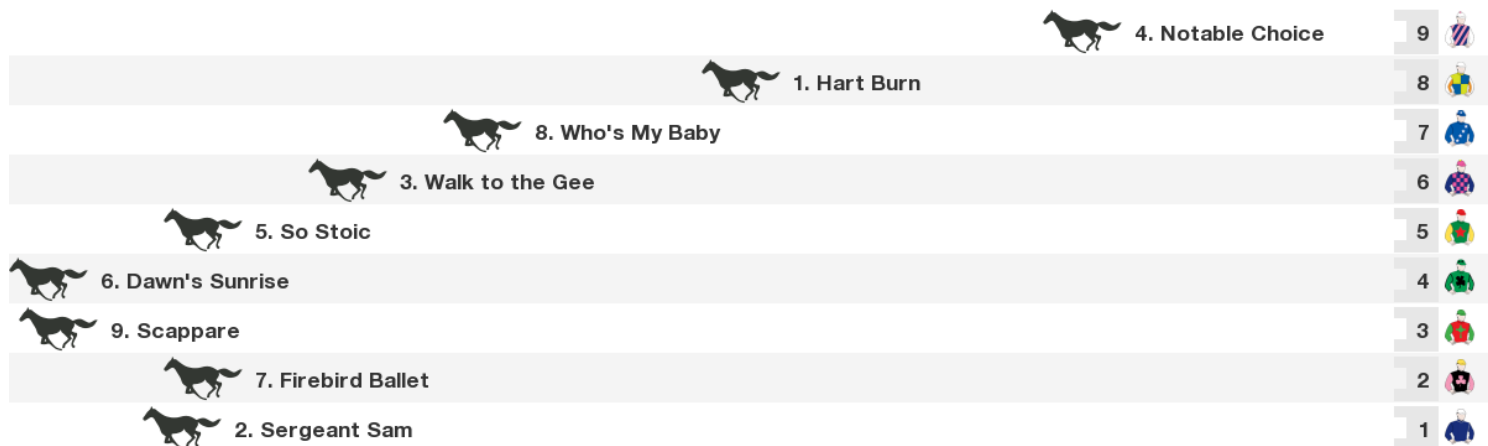 4. Notable Choice 9
1. Hart Burn 8
8. Who's My Baby 7
3. Walk to the Gee 6
5. So Stoic 5
6. Dawn's Sunrise 4
9. Scappare 3
7. Firebird Ballet 2
2. Sergeant Sam 1